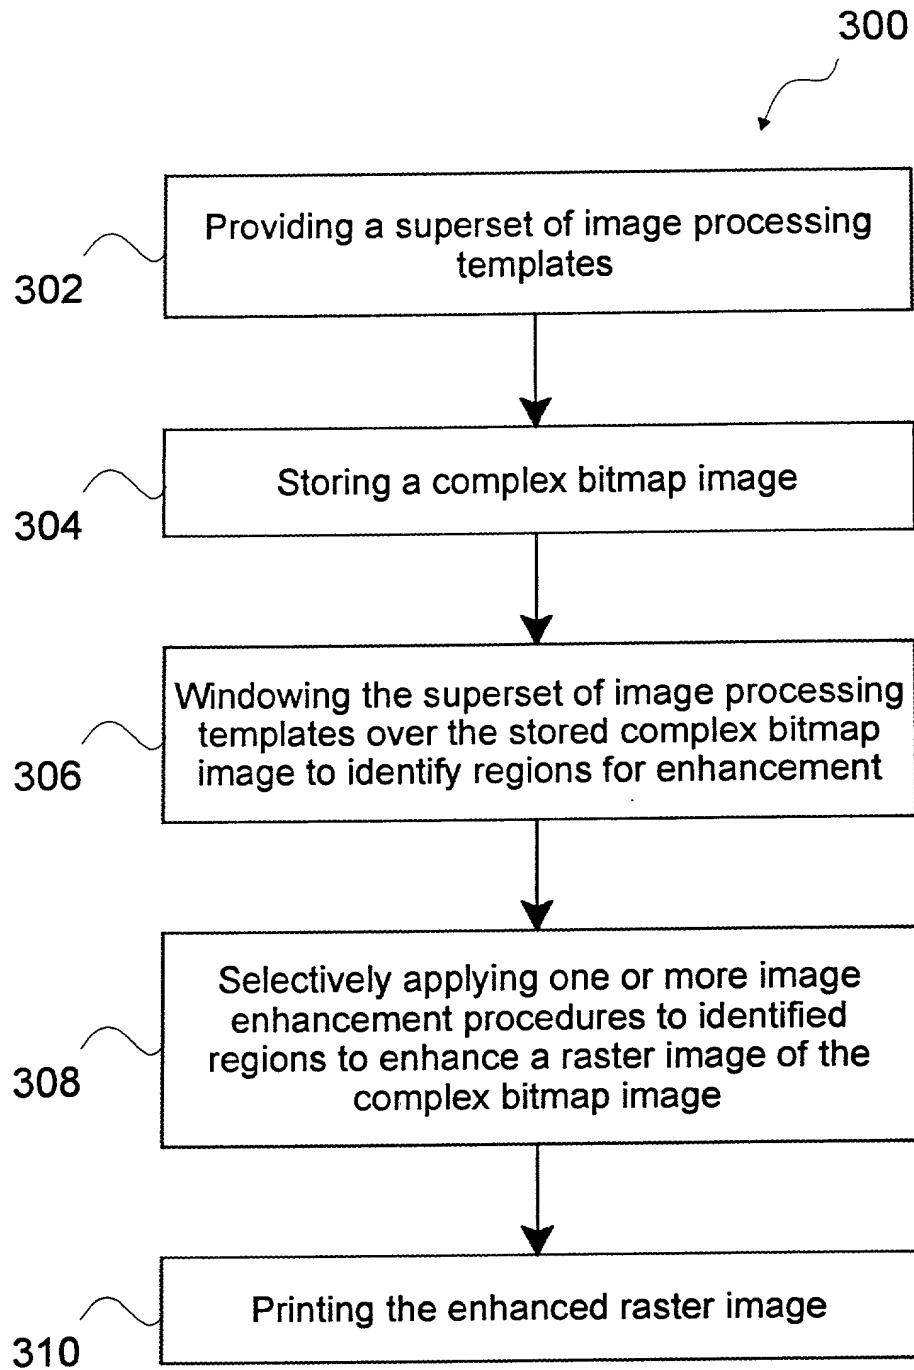 300
Providing a superset of image processing
templates
302
Storing a complex bitmap image
304
Windowing the superset of image processing
templates over the stored complex bitmap
image to identify regions for enhancement
306
Selectively applying one or more image
enhancement procedures to identified
regions to enhance a raster image of the
complex bitmap image
308
Printing the enhanced raster image
310